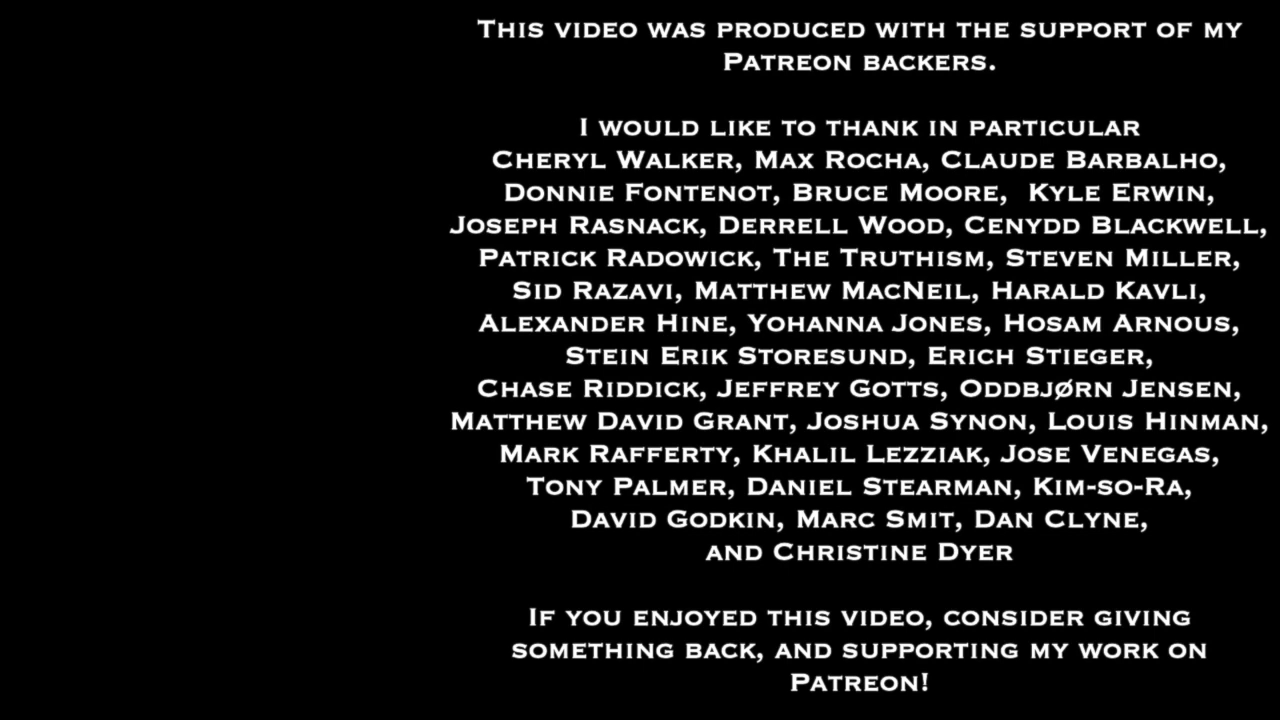 This video was produced with the support of my
Patreon backers.
I would like to thank in particular
Cheryl Walker, Max Rocha, Claude Barbalho,
Donnie Fontenot, Bruce Moore,  Kyle Erwin,
Joseph Rasnack, Derrell Wood, Cenydd Blackwell,
Patrick Radowick, The Truthism, Steven Miller,
Sid Razavi, Matthew MacNeil, Harald Kavli,
Alexander Hine, Yohanna Jones, Hosam Arnous,
Stein Erik Storesund, Erich Stieger,
Chase Riddick, Jeffrey Gotts, Oddbjørn Jensen,
Matthew David Grant, Joshua Synon, Louis Hinman,
Mark Rafferty, Khalil Lezziak, Jose Venegas,
Tony Palmer, Daniel Stearman, Kim-so-Ra,
David Godkin, Marc Smit, Dan Clyne,
and Christine Dyer
If you enjoyed this video, consider giving
something back, and supporting my work on
Patreon!